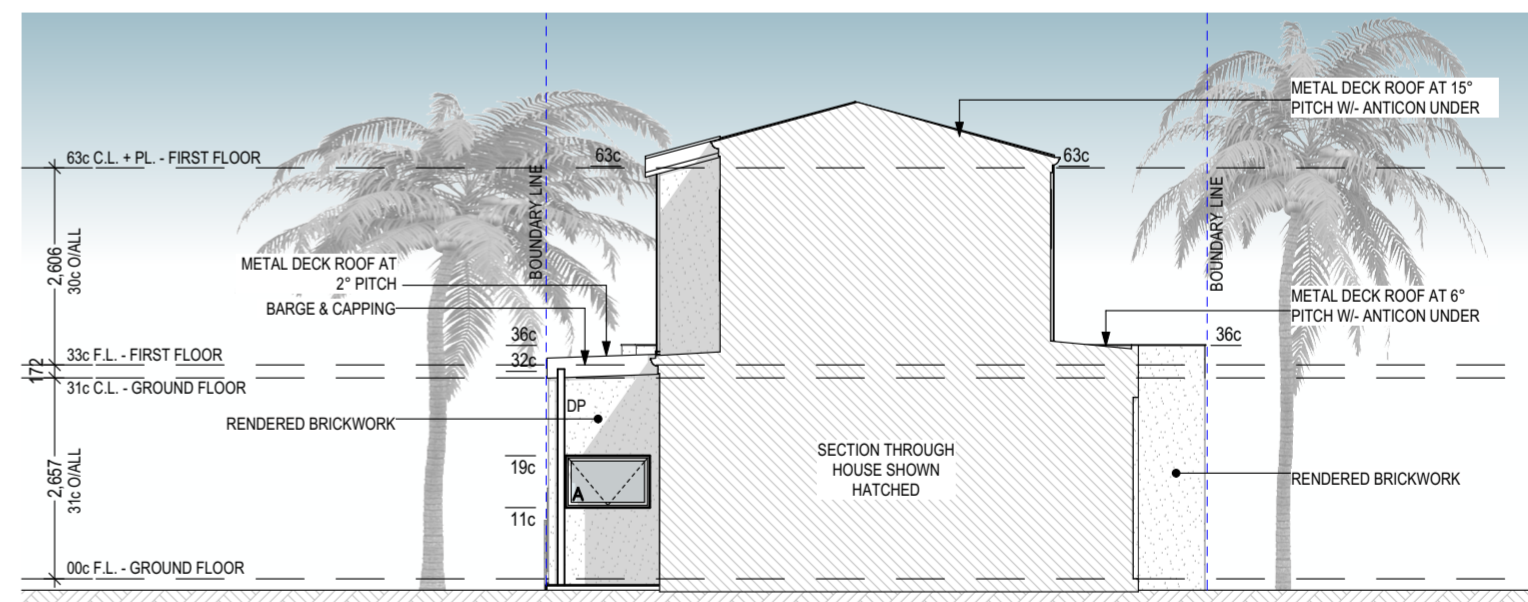 METAL DECK ROOF AT 15°
PITCH W/- ANTICON UNDER
63c C.L. + PL. - FIRST FLOOR
63c
63c
BOUNDARY LINE
BOUNDARY LINE
2,606
30c O/ALL
METAL DECK ROOF AT
2° PITCH
BARGE & CAPPING
METAL DECK ROOF AT 6°
PITCH W/- ANTICON UNDER
36c
36c
33c F.L. - FIRST FLOOR
32c
172
31c C.L. - GROUND FLOOR
DP
RENDERED BRICKWORK
SECTION THROUGH
HOUSE SHOWN
HATCHED
19c
A
RENDERED BRICKWORK
2,657
31c O/ALL
11c
00c F.L. - GROUND FLOOR